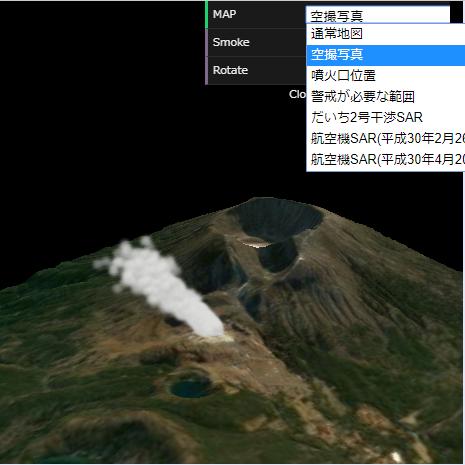 MAP
空撮写真
通常地図
空撮写真
Smoke
噴火口位置
Rotate
警戒が必要な範囲
Clo
だいち2号干渉SAR
航空機SAR(平成30年2月26
航空機SAR(平成30年4月20